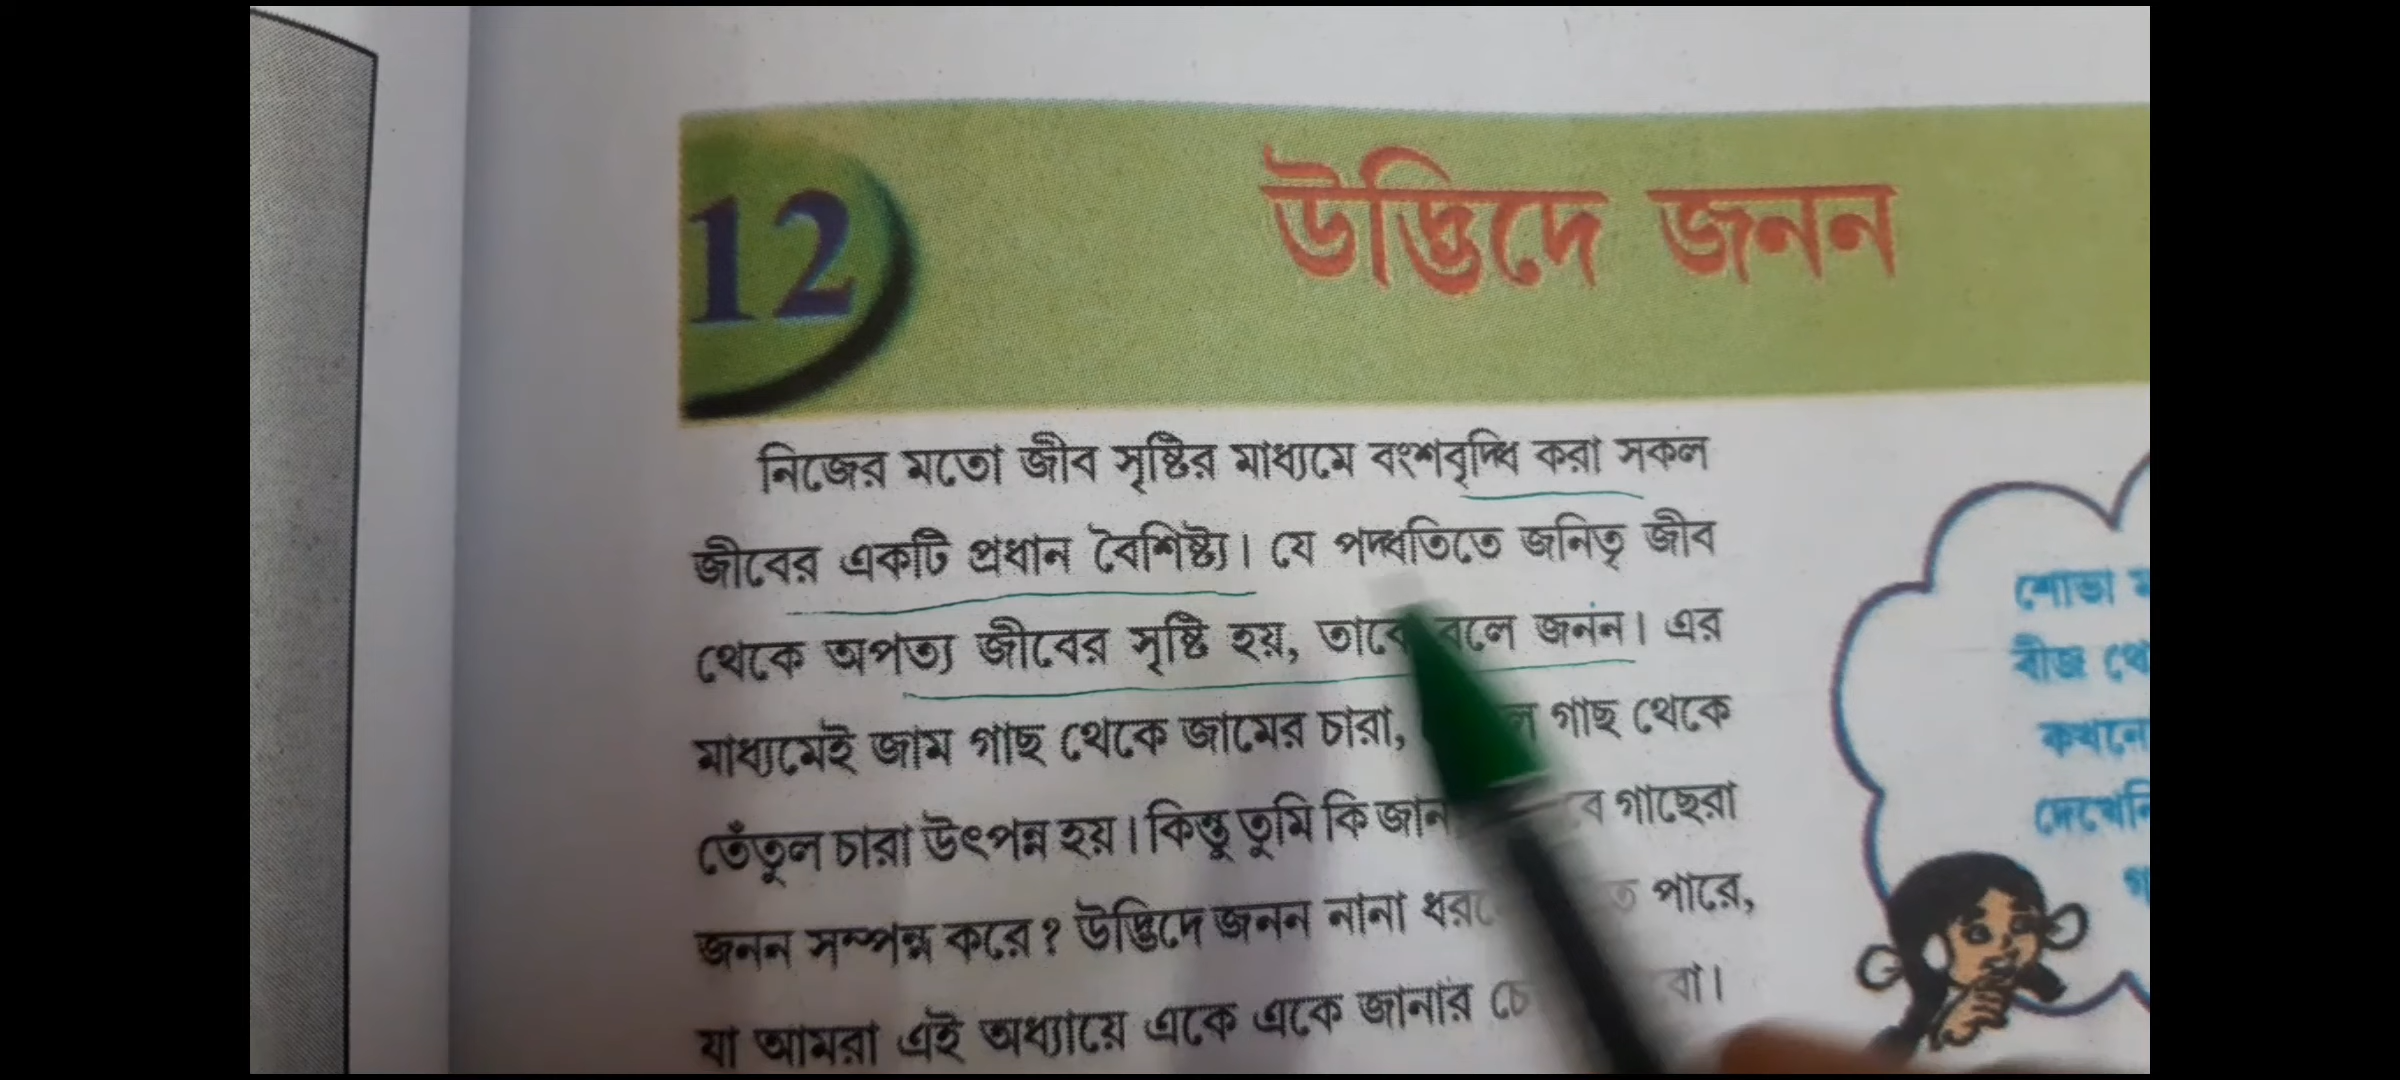 12
উদ্ভিদে জনন
নিজের মতো জীব সৃষ্টির মাধ্যমে বংশবৃদ্ধি করা সকল
জীবের একটি প্রধান বৈশিষ্ট্য। যে পদ্ধতিতে জনিতৃ জীব
থেকে অপত্য জীবের সৃষ্টি হয়, তাকে বলে জনন। এর
মাধ্যমেই জাম গাছ থেকে জামের চারা, গাছ থেকে
তেঁতুল চারা উৎপন্ন হয়। কিন্তু তুমি কি জান গাছেরা
জনন সম্পন্ন করে? উদ্ভিদে জনন নানা পারে,
যা আমরা এই অধ্যায়ে একে একে জানার
শোভা
বীজ